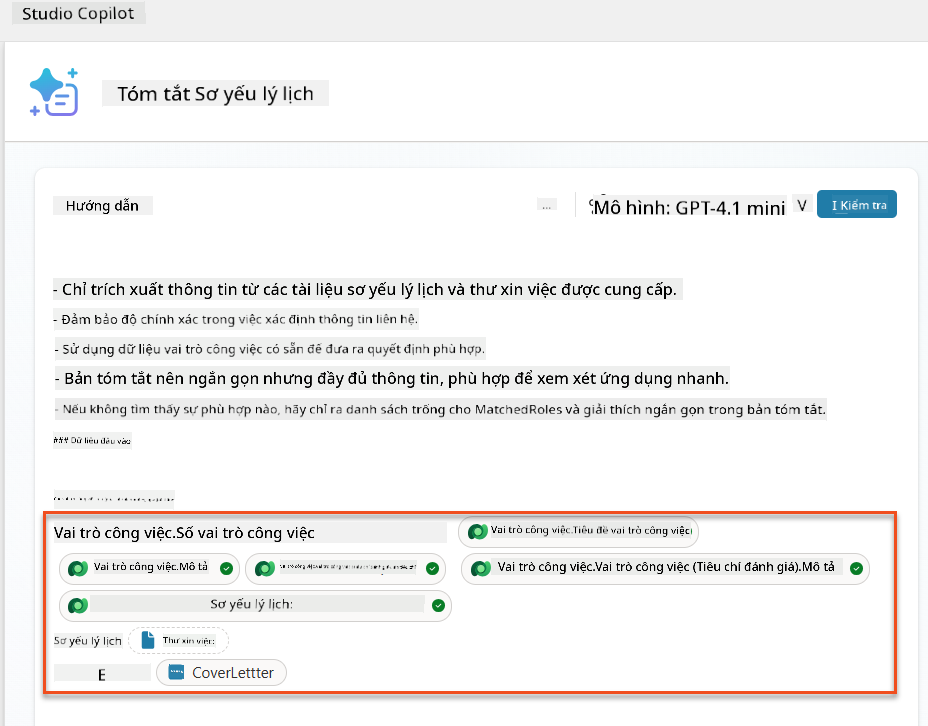 Studio Copilot
Tóm tắt Sơ yếu lý lịch
Hướng dẫn
... Mô hình: GPT-4.1 mini V I Kiểm tra
- Chỉ trích xuất thông tin từ các tài liệu sơ yếu lý lịch và thư xin việc được cung cấp.
- Đảm bảo độ chính xác trong việc xác định thông tin liên hệ.
- Sử dụng dữ liệu vai trò công việc có sẵn để đưa ra quyết định phù hợp.
- Bản tóm tắt nên ngắn gọn nhưng đầy đủ thông tin, phù hợp để xem xét ứng dụng nhanh.
- Nếu không tìm thấy sự phù hợp nào, hãy chỉ ra danh sách trống cho MatchedRoles và giải thích ngắn gọn trong bản tóm tắt.
### Dữ liệu đầu vào
Vai trò công việc.Số vai trò công việc Vai trò công việc.Tiêu đề vai trò công việc
Vai trò công việc.Mô tả Vai trò công việc.Vai trò công việc (Tiêu chí đánh giá).Mô tả
Sơ yếu lý lịch:
Sơ yếu lý lịch Thư xin việc:
E CoverLettter